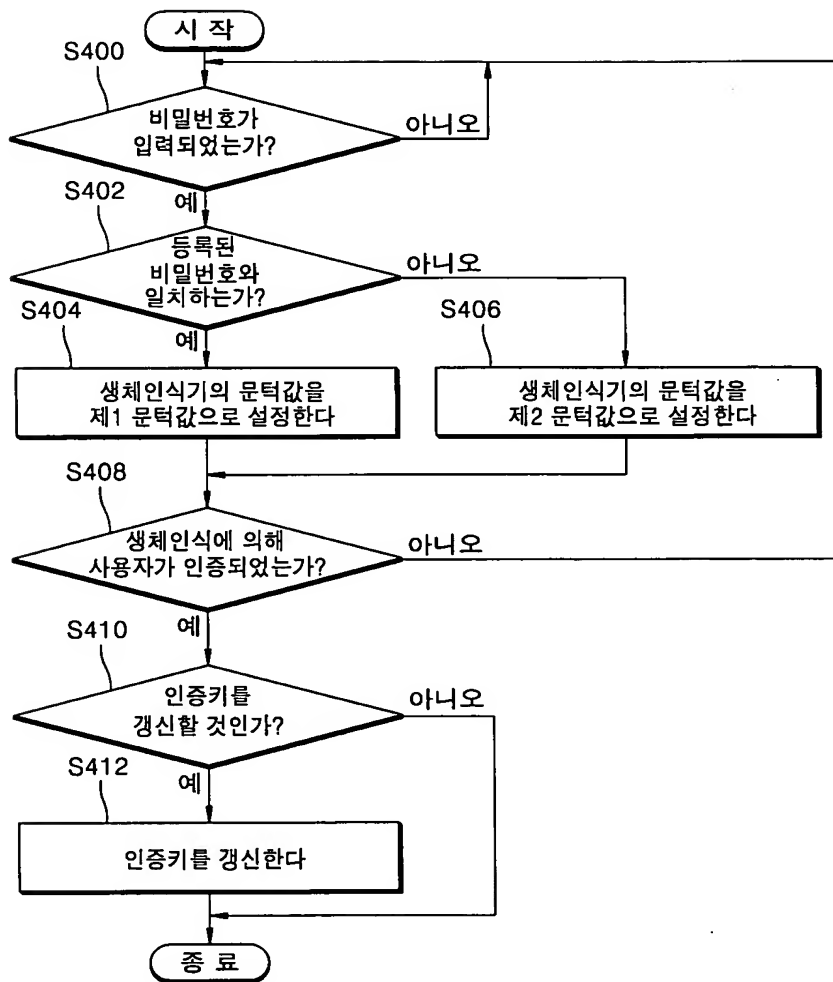 시 작
S400
비밀번호가
입력되었는가?
아니오
예
S402
등록된
비밀번호와
일치하는가?
아니오
예
S404
생체인식기의 문턱값을
제1 문턱값으로 설정한다
S406
생체인식기의 문턱값을
제2 문턱값으로 설정한다
S408
생체인식에 의해
사용자가 인증되었는가?
아니오
예
S410
인증키를
갱신할 것인가?
아니오
예
S412
인증키를 갱신한다
종 료